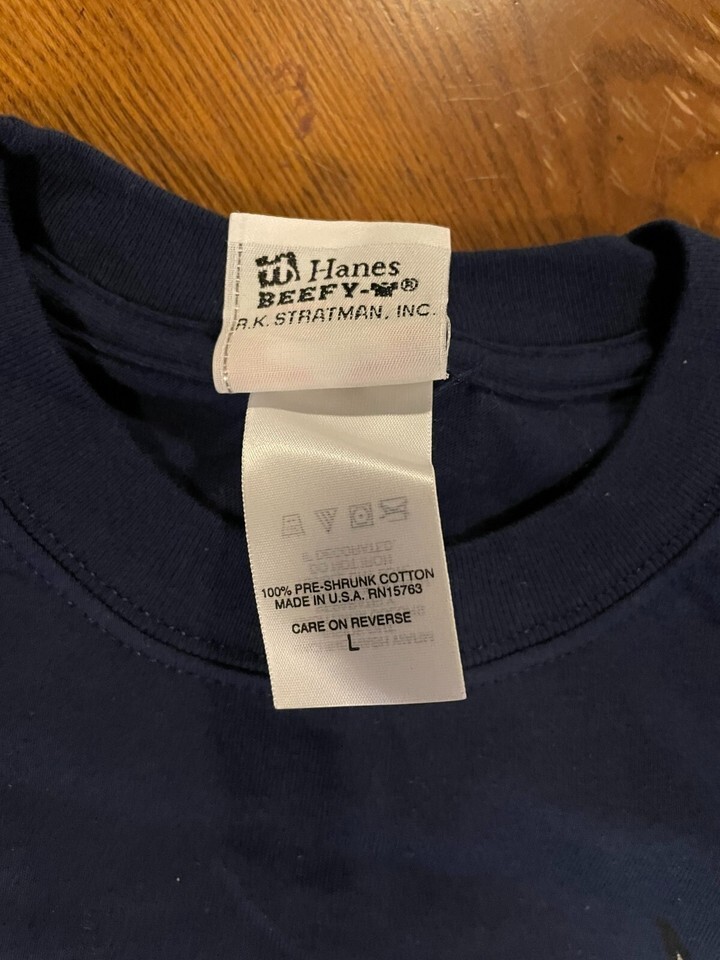 Hanes
BEEFY-®
R.K. STRATMAN, INC.
100% PRE-SHRUNK COTTON
MADE IN U.S.A. RN15763
CARE ON REVERSE
L